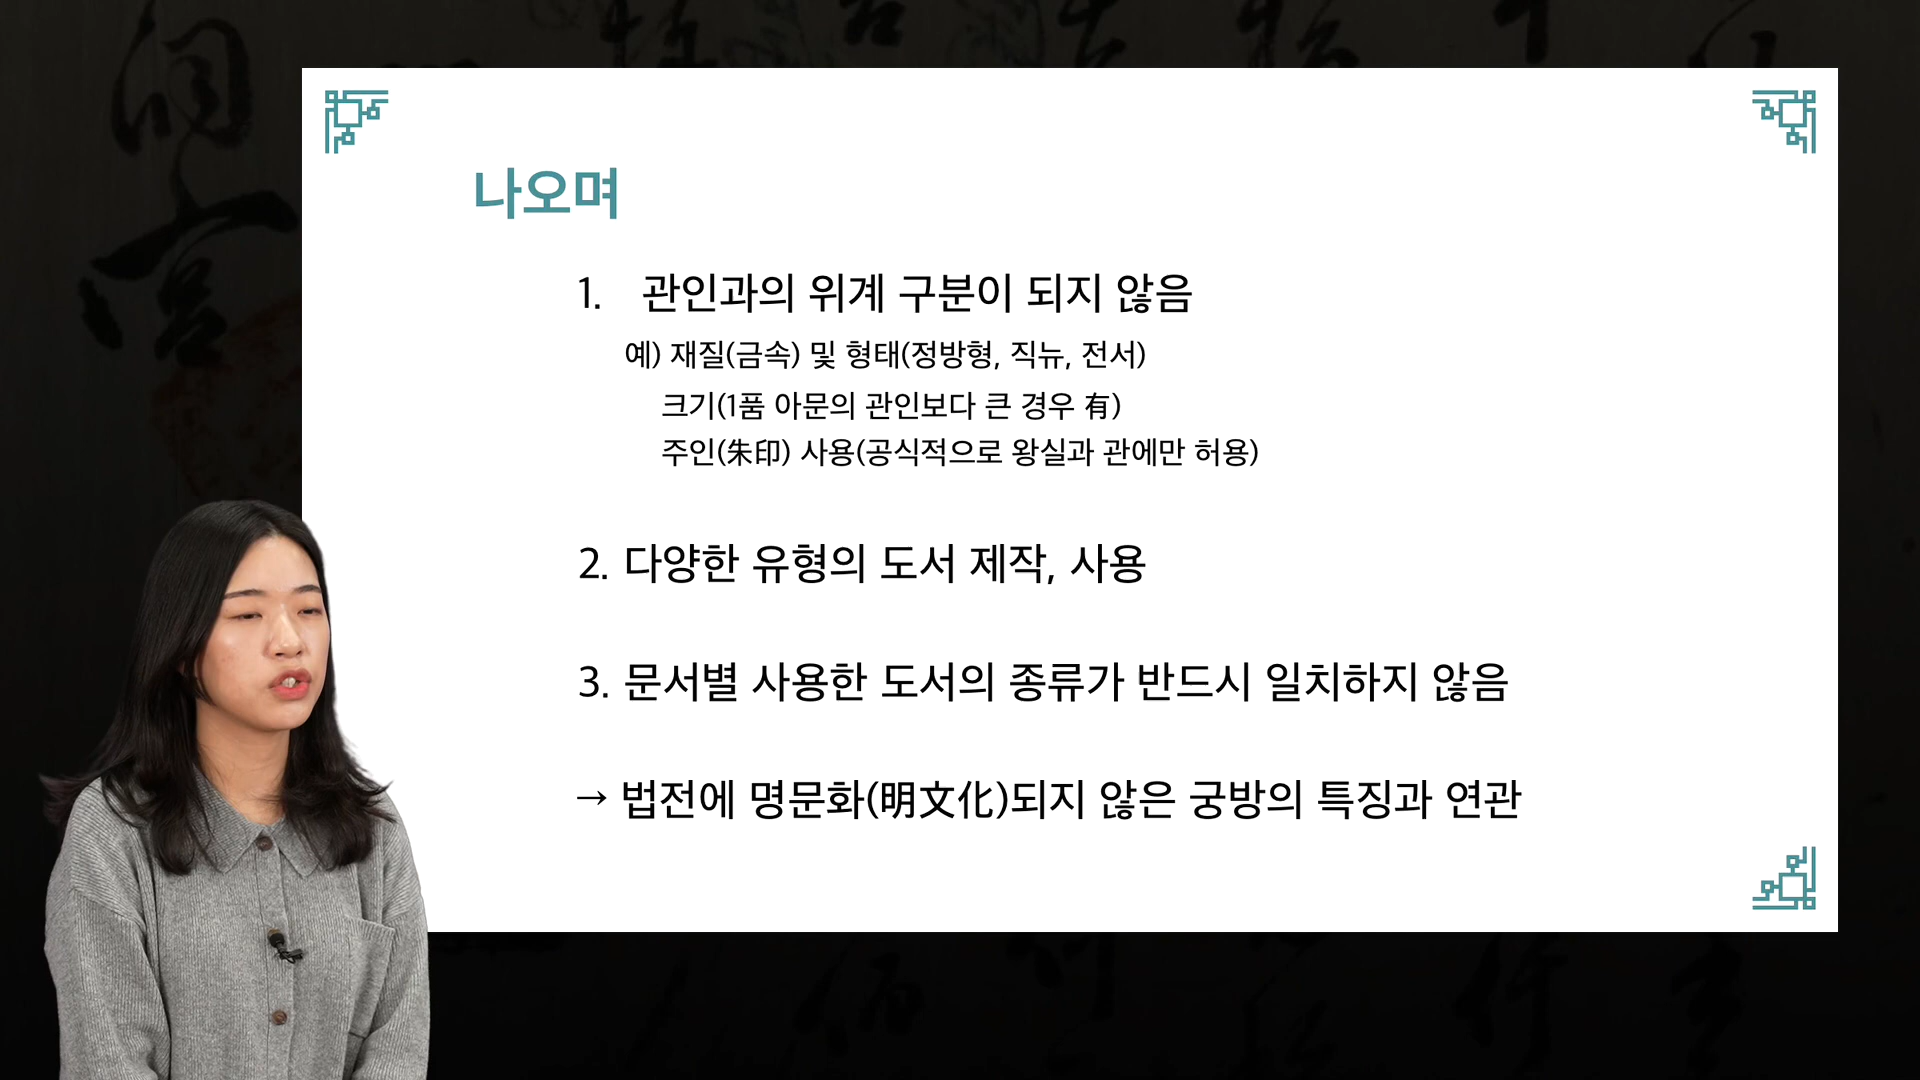 나오며
1. 관인과의 위계 구분이 되지 않음
예) 재질(금속) 및 형태(정방형, 직뉴, 전서)
크기(1품 아문의 관인보다 큰 경우 有)
주인(朱印) 사용(공식적으로 왕실과 관에만 허용)
2. 다양한 유형의 도서 제작, 사용
3. 문서별 사용한 도서의 종류가 반드시 일치하지 않음
→ 법전에 명문화(明文化)되지 않은 궁방의 특징과 연관